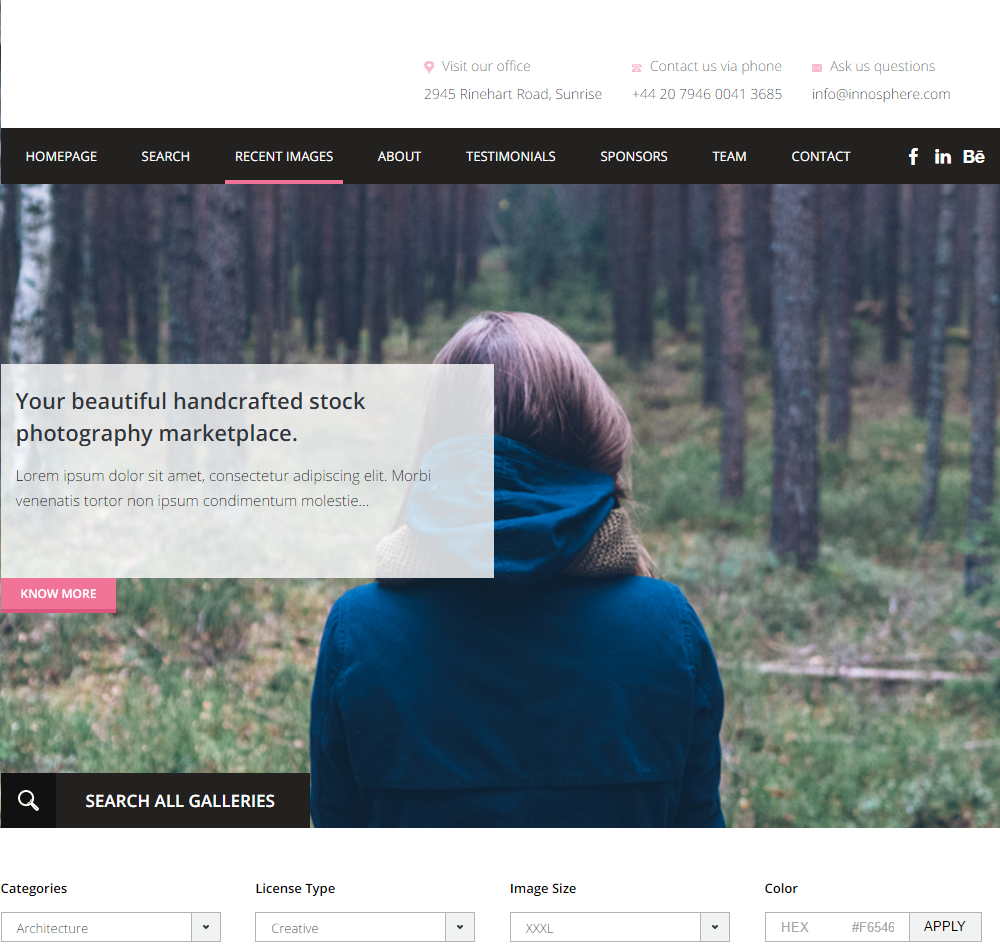 Visit our office
Contact us via phone
Ask us questions
2945 Rinehart Road, Sunrise
+44 20 7946 0041 3685
info@innosphere.com
HOMEPAGE
SEARCH
RECENT IMAGES
ABOUT
TESTIMONIALS
SPONSORS
TEAM
CONTACT
f
in
Bē
Your beautiful handcrafted stock
photography marketplace.
Lorem ipsum dolor sit amet, consectetur adipiscing elit. Morbi
venenatis tortor non ipsum condimentum molestie...
KNOW MORE
SEARCH ALL GALLERIES
Categories
License Type
Image Size
Color
Architecture
Creative
XXXL
HEX
#F6546
APPLY